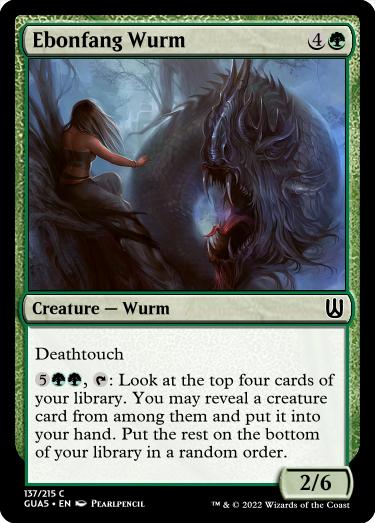 Ebonfang Wurm 4
Creature — Wurm
Deathtouch
5, : Look at the top four cards of
your library. You may reveal a creature
card from among them and put it into
your hand. Put the rest on the bottom
of your library in a random order.
2/6
137/215 C
GUA5 • EN Pearlpencil
™ & © 2022 Wizards of the Coast